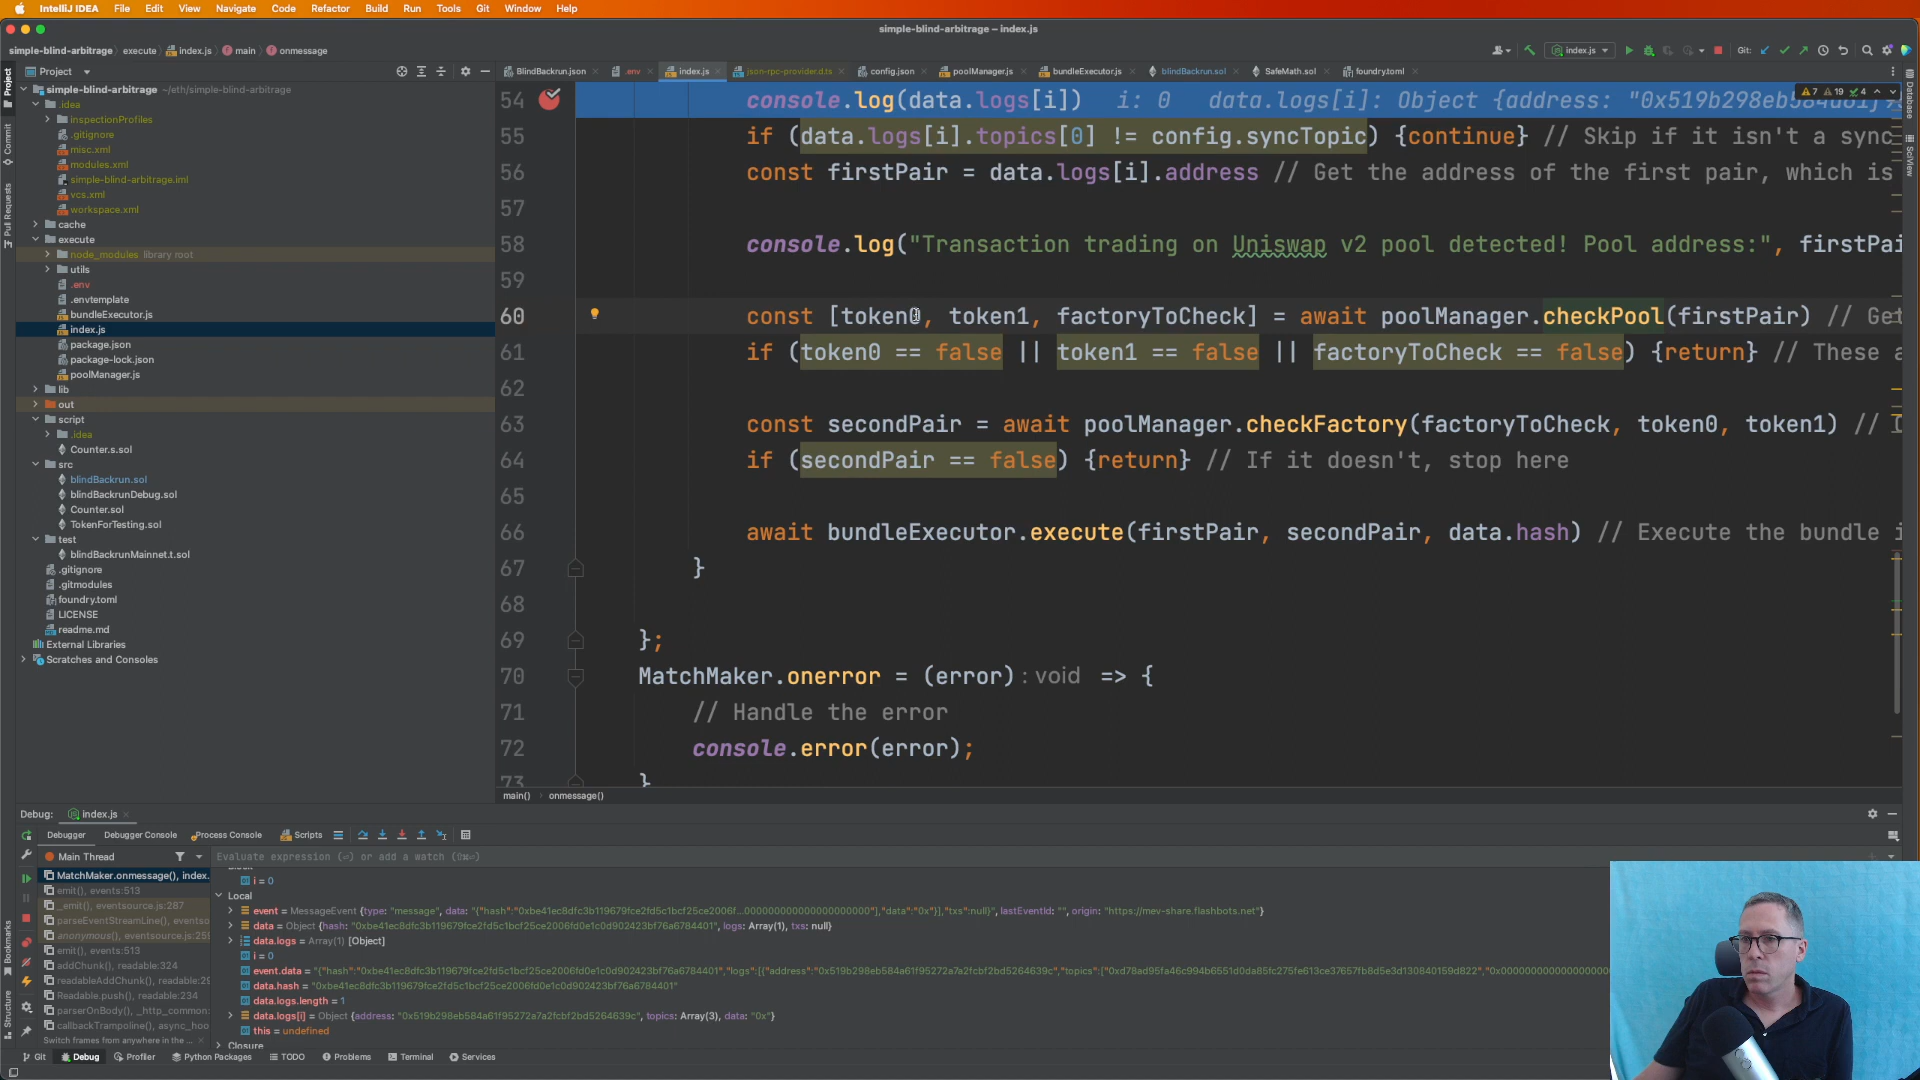 IntelliJ IDEA File Edit View Navigate Code Refactor Build Run Tools Git Window Help
simple-blind-arbitrage – index.js
simple-blind-arbitrage execute index.js main onmessage
index.js Git:
Project
BlindBackrun.json .env index.js json-rpc-provider.d.ts config.json poolManager.js bundleExecutor.js blindBackrun.sol SafeMath.sol foundry.toml
simple-blind-arbitrage ~/eth/simple-blind-arbitrage
.idea
inspectionProfiles
.gitignore
misc.xml
modules.xml
simple-blind-arbitrage.iml
vcs.xml
workspace.xml
cache
execute
node_modules library root
utils
.env
.envtemplate
bundleExecutor.js
index.js
package.json
package-lock.json
poolManager.js
lib
out
script
.idea
Counter.s.sol
src
blindBackrun.sol
blindBackrunDebug.sol
Counter.sol
TokenForTesting.sol
test
blindBackrunMainnet.t.sol
.gitignore
.gitmodules
foundry.toml
LICENSE
readme.md
External Libraries
Scratches and Consoles
Project
Commit
Pull Requests
Bookmarks
Structure
Database
SciView
7 19 4
54 console.log(data.logs[i]) i: 0 data.logs[i]: Object {address: "0x519b298eb584a61f95
55 if (data.logs[i].topics[0] != config.syncTopic) {continue} // Skip if it isn't a sync
56 const firstPair = data.logs[i].address // Get the address of the first pair, which is
57
58 console.log("Transaction trading on Uniswap v2 pool detected! Pool address:", firstPai
59
60 const [token0, token1, factoryToCheck] = await poolManager.checkPool(firstPair) // Get
61 if (token0 == false || token1 == false || factoryToCheck == false) {return} // These a
62
63 const secondPair = await poolManager.checkFactory(factoryToCheck, token0, token1) //
64 if (secondPair == false) {return} // If it doesn't, stop here
65
66 await bundleExecutor.execute(firstPair, secondPair, data.hash) // Execute the bundle i
67 }
68
69 };
70 MatchMaker.onerror = (error): void => {
71 // Handle the error
72 console.error(error);
73 }
main() onmessage()
Debug: index.js
Debugger Debugger Console Process Console Scripts
Main Thread
Evaluate expression (⏎) or add a watch (⇧⌘⏎)
MatchMaker.onmessage(), index.
emit(), events:513
_emit(), eventsource.js:287
parseEventStreamLine(), eventso
anonymous(), eventsource.js:25
emit(), events:513
addChunk(), readable:324
readableAddChunk(), readable:29
Readable.push(), readable:234
parserOnBody(), _http_common:
callbackTrampoline(), async_hoo
Switch frames from anywhere in the ...
i = 0
Local
event = MessageEvent {type: "message", data: "{"hash":"0xbe41ec8dfc3b119679fce2fd5c1bcf25ce2006f...000000000000000000000"],"data":"0x"}],"txs":null}", lastEventId: "", origin: "https://mev-share.flashbots.net"}
data = Object {hash: "0xbe41ec8dfc3b119679fce2fd5c1bcf25ce2006fd0e1c0d902423bf76a6784401", logs: Array(1), txs: null}
data.logs = Array(1) [Object]
i = 0
event.data = "{"hash":"0xbe41ec8dfc3b119679fce2fd5c1bcf25ce2006fd0e1c0d902423bf76a6784401","logs":[{"address":"0x519b298eb584a61f95272a7a2fcbf2bd5264639c","topics":["0xd78ad95fa46c994b6551d0da85fc275fe613ce37657fb8d5e3d130840159d822","0x00000000000000000
data.hash = "0xbe41ec8dfc3b119679fce2fd5c1bcf25ce2006fd0e1c0d902423bf76a6784401"
data.logs.length = 1
data.logs[i] = Object {address: "0x519b298eb584a61f95272a7a2fcbf2bd5264639c", topics: Array(3), data: "0x"}
this = undefined
Closure
Git Debug Profiler Python Packages TODO Problems Terminal Services